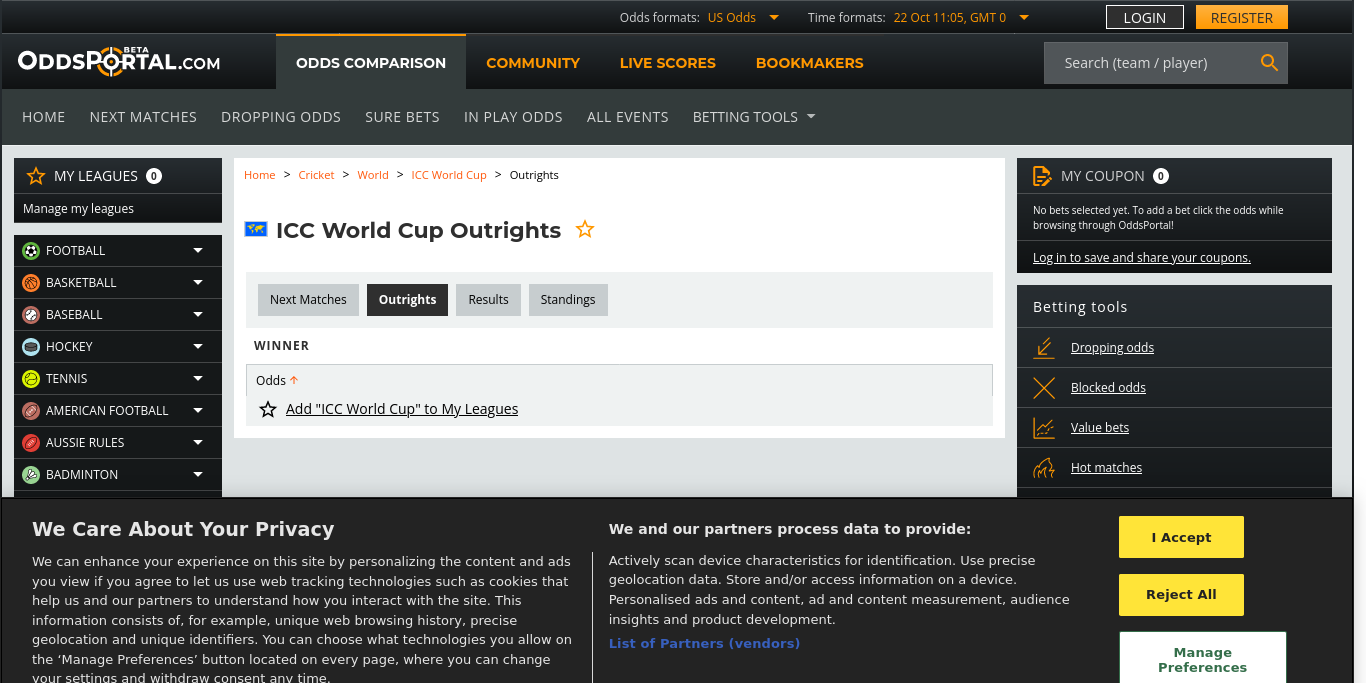 Odds formats: US Odds
Time formats: 22 Oct 11:05, GMT 0
LOGIN
REGISTER
BETA
ODDSPORTAL.COM
ODDS COMPARISON
COMMUNITY
LIVE SCORES
BOOKMAKERS
Search (team / player)
HOME
NEXT MATCHES
DROPPING ODDS
SURE BETS
IN PLAY ODDS
ALL EVENTS
BETTING TOOLS
MY LEAGUES 0
Manage my leagues
FOOTBALL
BASKETBALL
BASEBALL
HOCKEY
TENNIS
AMERICAN FOOTBALL
AUSSIE RULES
BADMINTON
Home > Cricket > World > ICC World Cup > Outrights
ICC World Cup Outrights
Next Matches
Outrights
Results
Standings
WINNER
Odds
Add "ICC World Cup" to My Leagues
MY COUPON 0
No bets selected yet. To add a bet click the odds while
browsing through OddsPortal!
Log in to save and share your coupons.
Betting tools
Dropping odds
Blocked odds
Value bets
Hot matches
We Care About Your Privacy
We can enhance your experience on this site by personalizing the content and ads
you view if you agree to let us use web tracking technologies such as cookies that
help us and our partners to understand how you interact with the site. This
information consists of, for example, unique web browsing history, precise
geolocation and unique identifiers. You can choose what technologies you allow on
the ‘Manage Preferences’ button located on every page, where you can change
your settings and withdraw consent any time.
We and our partners process data to provide:
Actively scan device characteristics for identification. Use precise
geolocation data. Store and/or access information on a device.
Personalised ads and content, ad and content measurement, audience
insights and product development.
List of Partners (vendors)
I Accept
Reject All
Manage
Preferences